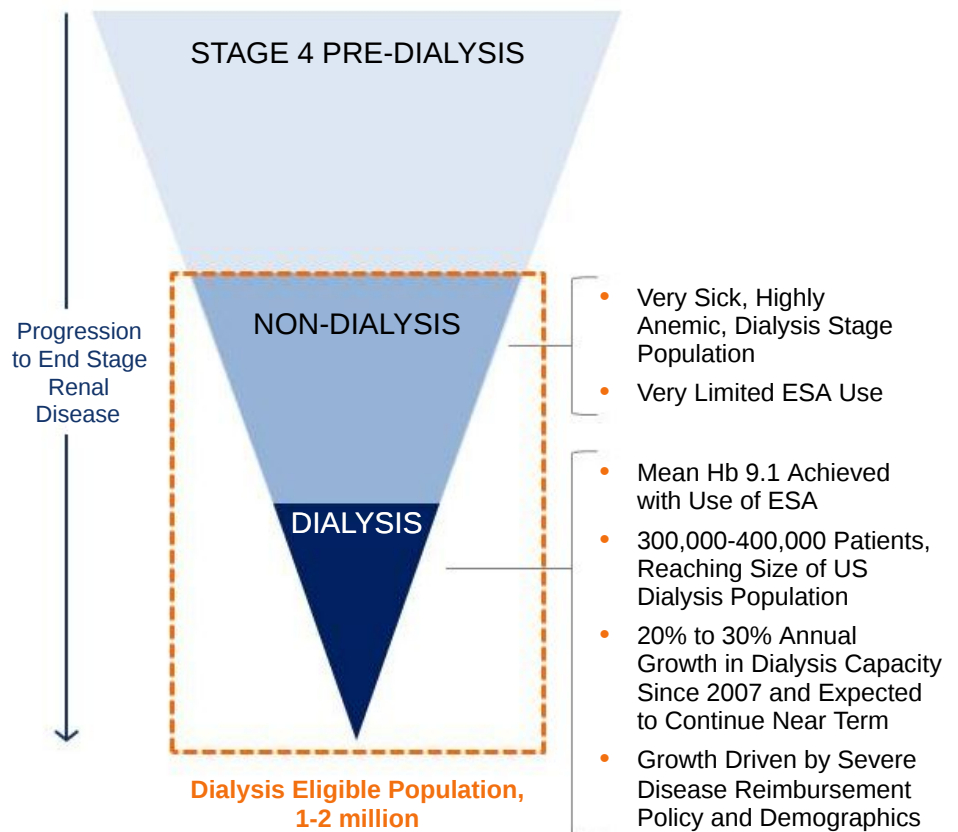 STAGE 4 PRE-DIALYSIS
Progression
to End Stage
Renal
Disease
NON-DIALYSIS
• Very Sick, Highly
Anemic, Dialysis Stage
Population
• Very Limited ESA Use
DIALYSIS
• Mean Hb 9.1 Achieved
with Use of ESA
• 300,000-400,000 Patients,
Reaching Size of US
Dialysis Population
• 20% to 30% Annual
Growth in Dialysis Capacity
Since 2007 and Expected
to Continue Near Term
• Growth Driven by Severe
Disease Reimbursement
Policy and Demographics
Dialysis Eligible Population,
1-2 million